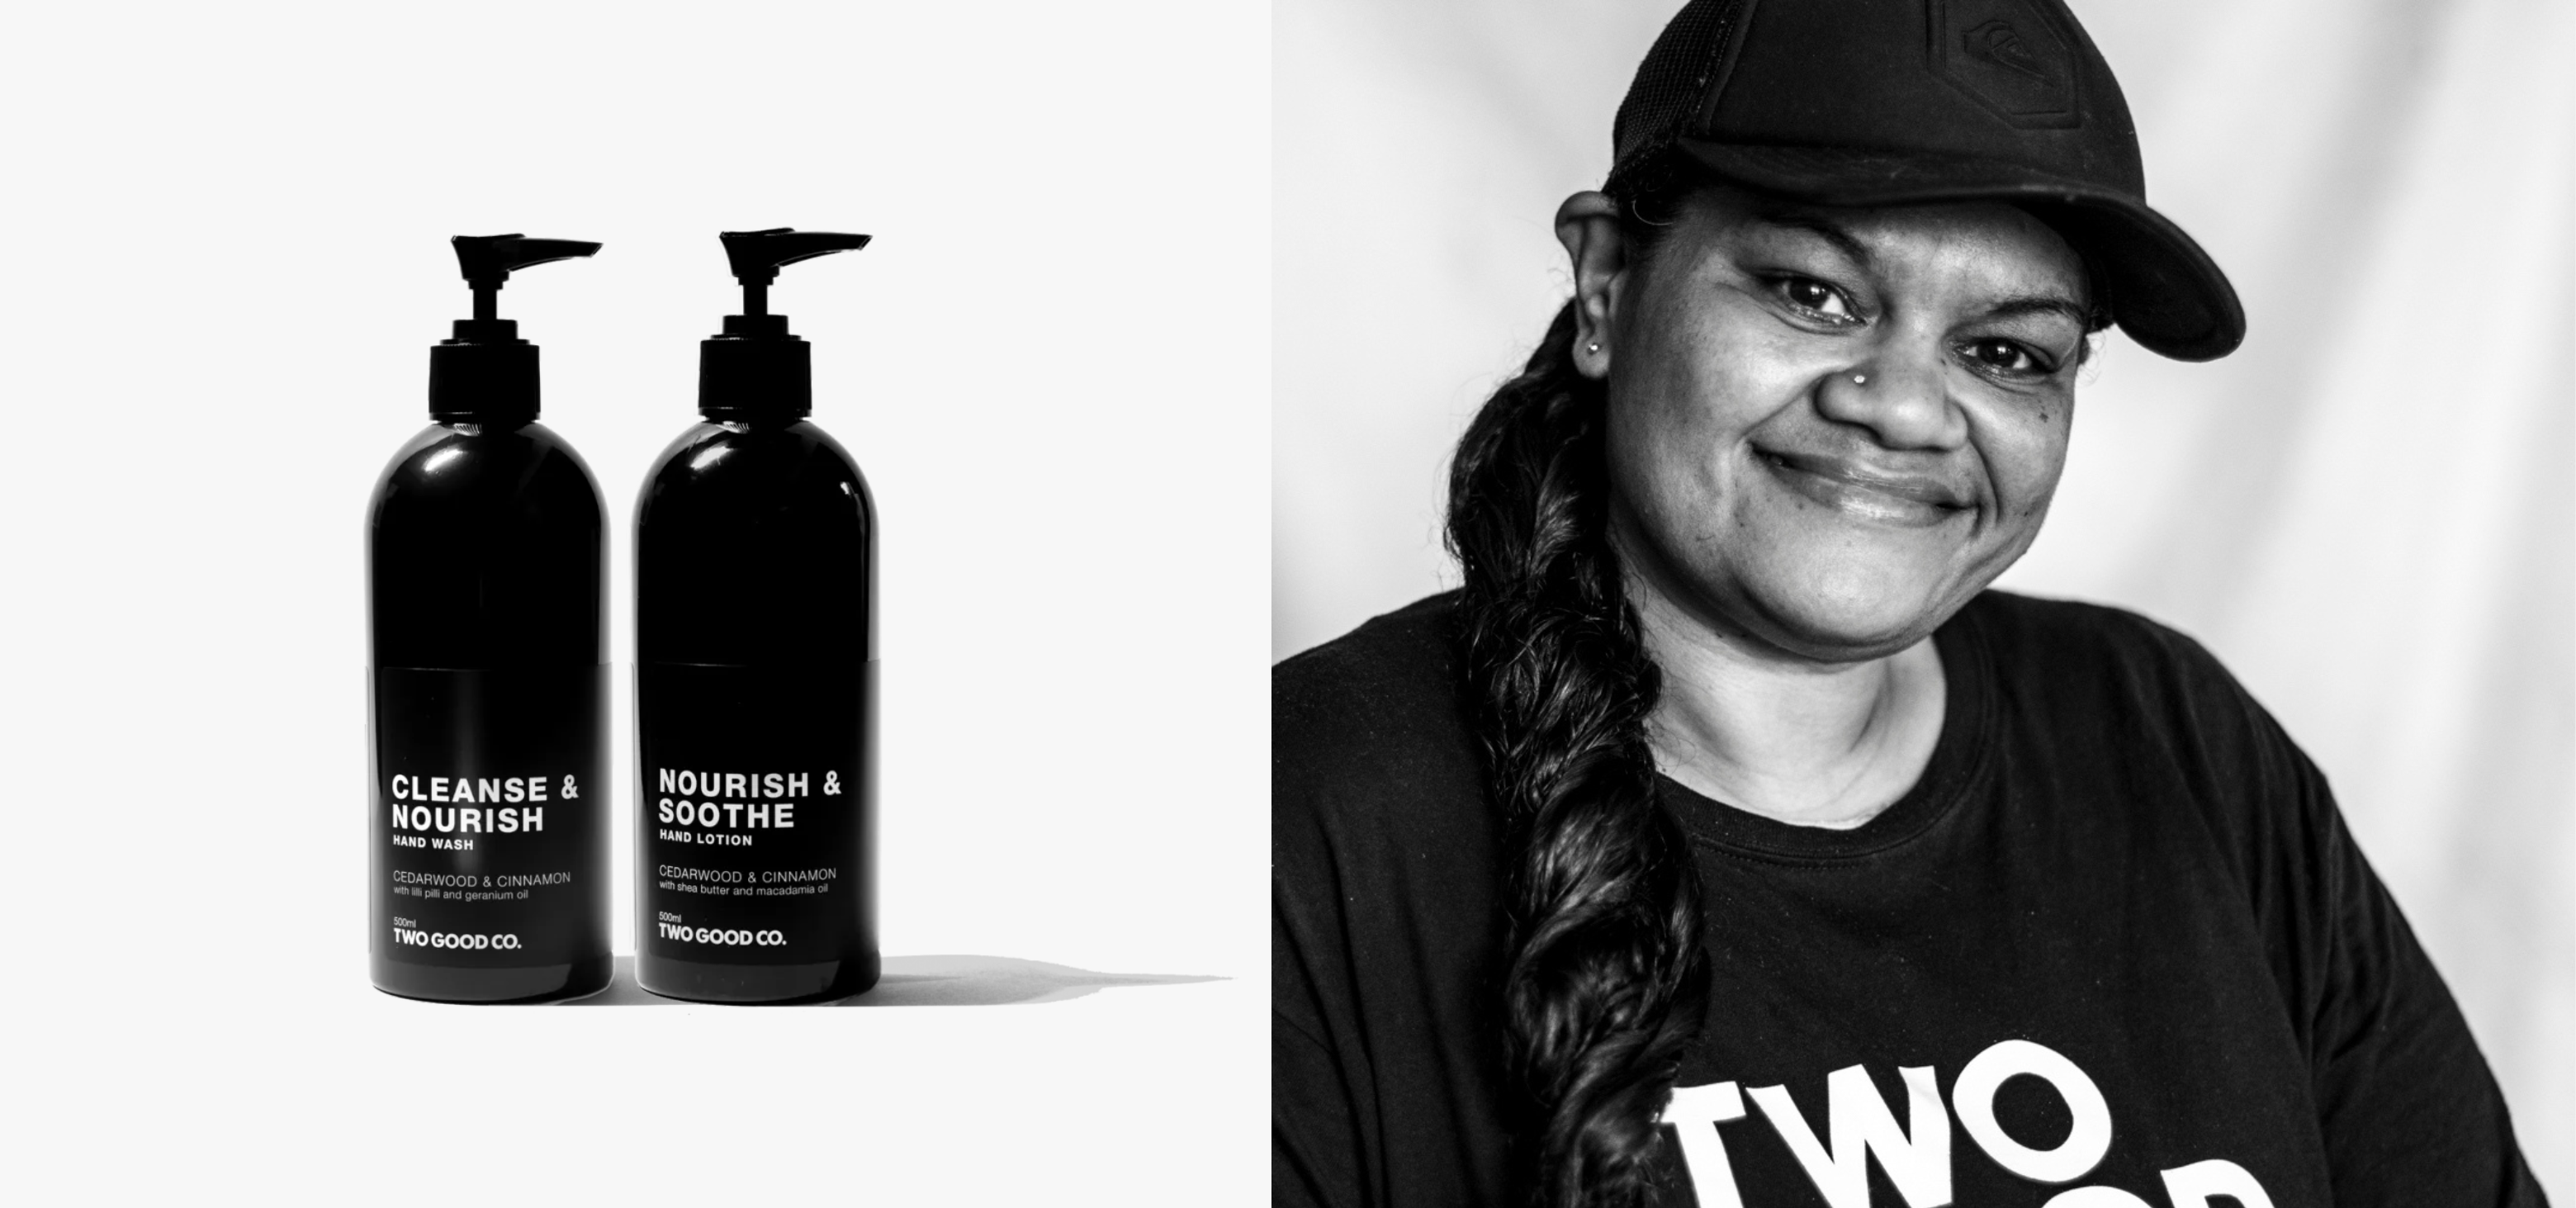 CLEANSE &
NOURISH
HAND WASH
CEDARWOOD & CINNAMON
with lilli pilli and geranium oil
500ml
TWO GOOD CO.
NOURISH &
SOOTHE
HAND LOTION
CEDARWOOD & CINNAMON
with shea butter and macadamia oil
500ml
TWO GOOD CO.
TWO